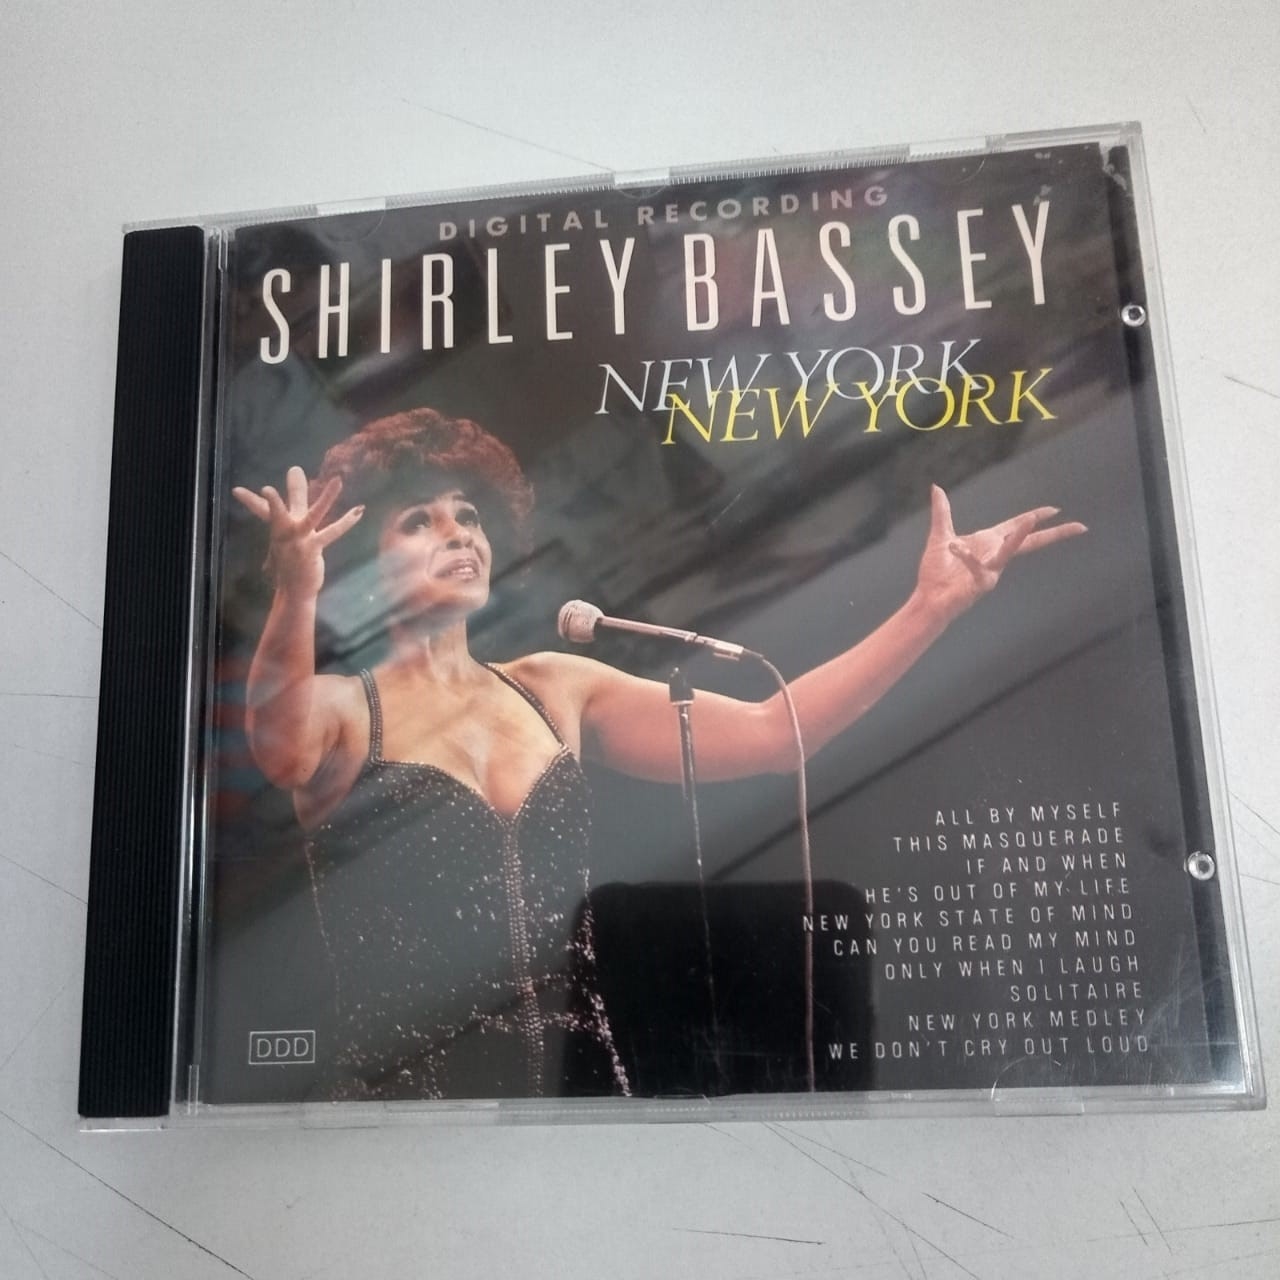 DIGITAL RECORDING
SHIRLEY BASSEY
NEW YORK
NEW YORK
ALL BY MYSELF
THIS MASQUERADE
IF AND WHEN
HE'S OUT OF MY LIFE
NEW YORK STATE OF MIND
CAN YOU READ MY MIND
ONLY WHEN I LAUGH
SOLITAIRE
NEW YORK MEDLEY
WE DON'T CRY OUT LOUD
DDD